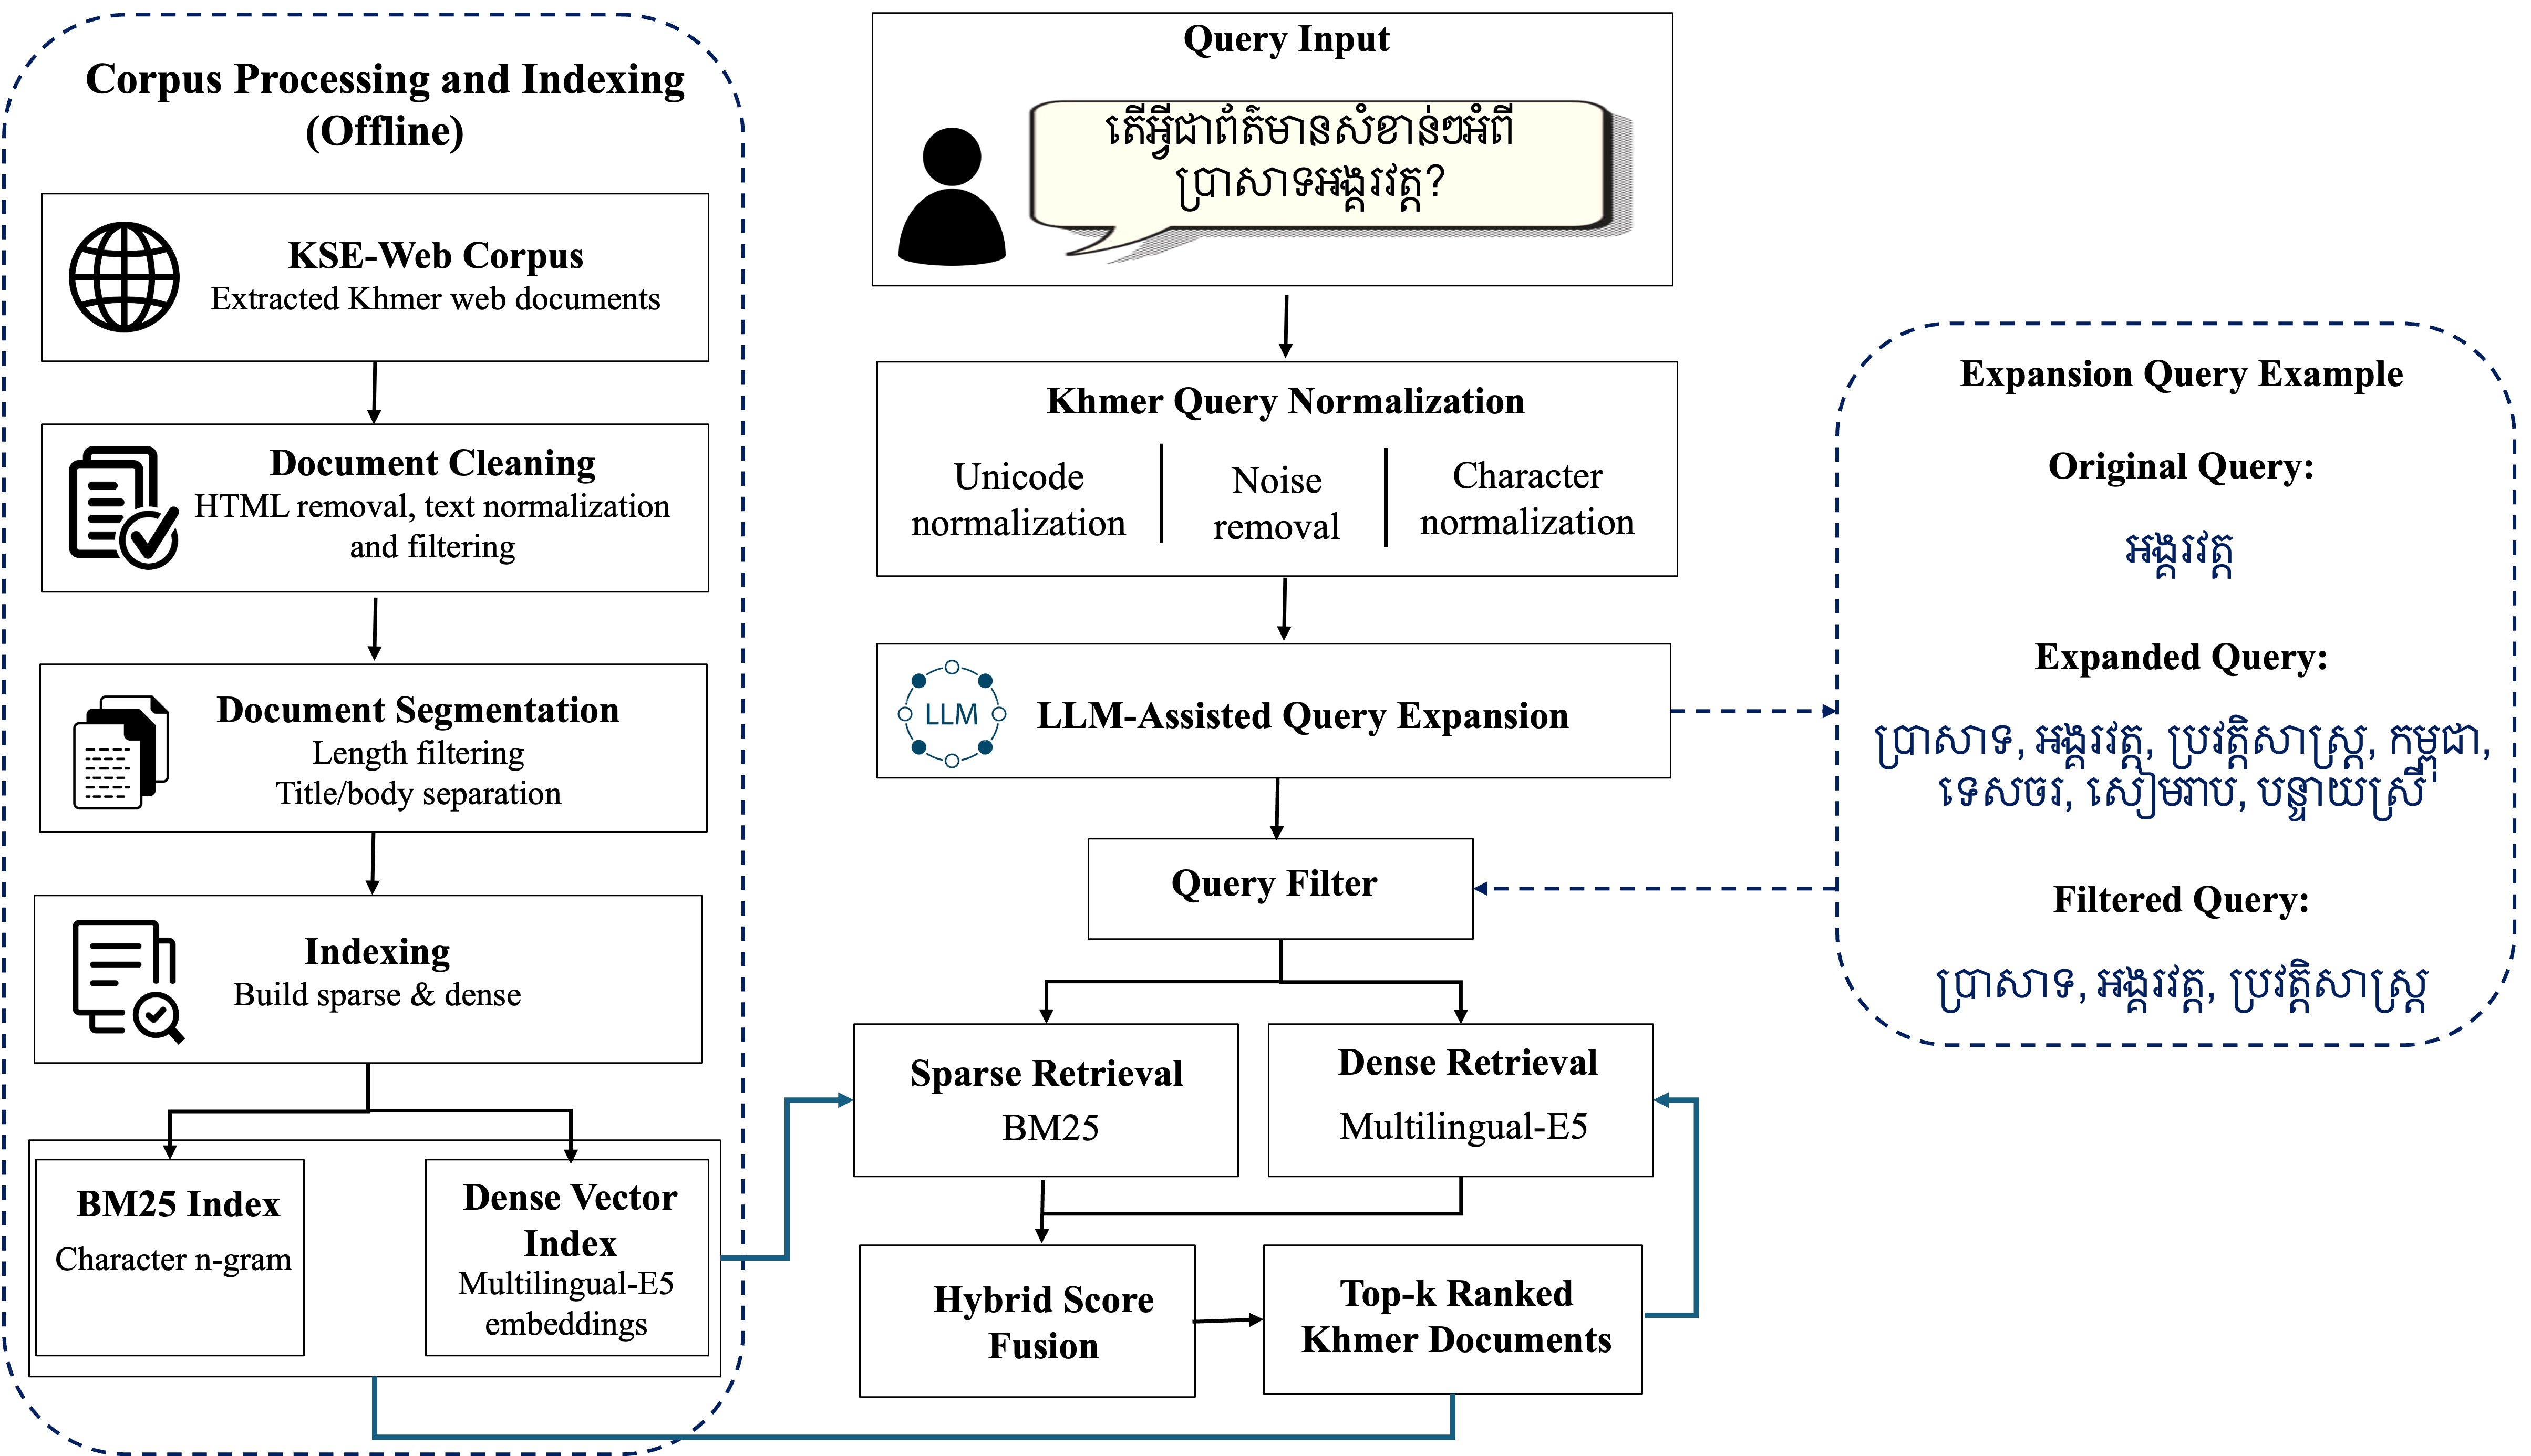 Corpus Processing and Indexing
(Offline)
KSE-Web Corpus
Extracted Khmer web documents
Document Cleaning
HTML removal, text normalization
and filtering
Document Segmentation
Length filtering
Title/body separation
Indexing
Build sparse & dense
BM25 Index
Character n-gram
Dense Vector
Index
Multilingual-E5
embeddings
Query Input
តើអ្វីជាព័ត៌មានសំខាន់ៗអំពី
ប្រាសាទអង្គរវត្ត?
Khmer Query Normalization
Unicode
normalization
Noise
removal
Character
normalization
LLM
LLM-Assisted Query Expansion
Query Filter
Sparse Retrieval
BM25
Dense Retrieval
Multilingual-E5
Hybrid Score
Fusion
Top-k Ranked
Khmer Documents
Expansion Query Example
Original Query:
អង្គរវត្ត
Expanded Query:
ប្រាសាទ, អង្គរវត្ត, ប្រវត្តិសាស្ត្រ, កម្ពុជា,
ទេសចរ, សៀមរាប, បន្ទាយស្រី
Filtered Query:
ប្រាសាទ, អង្គរវត្ត, ប្រវត្តិសាស្ត្រ